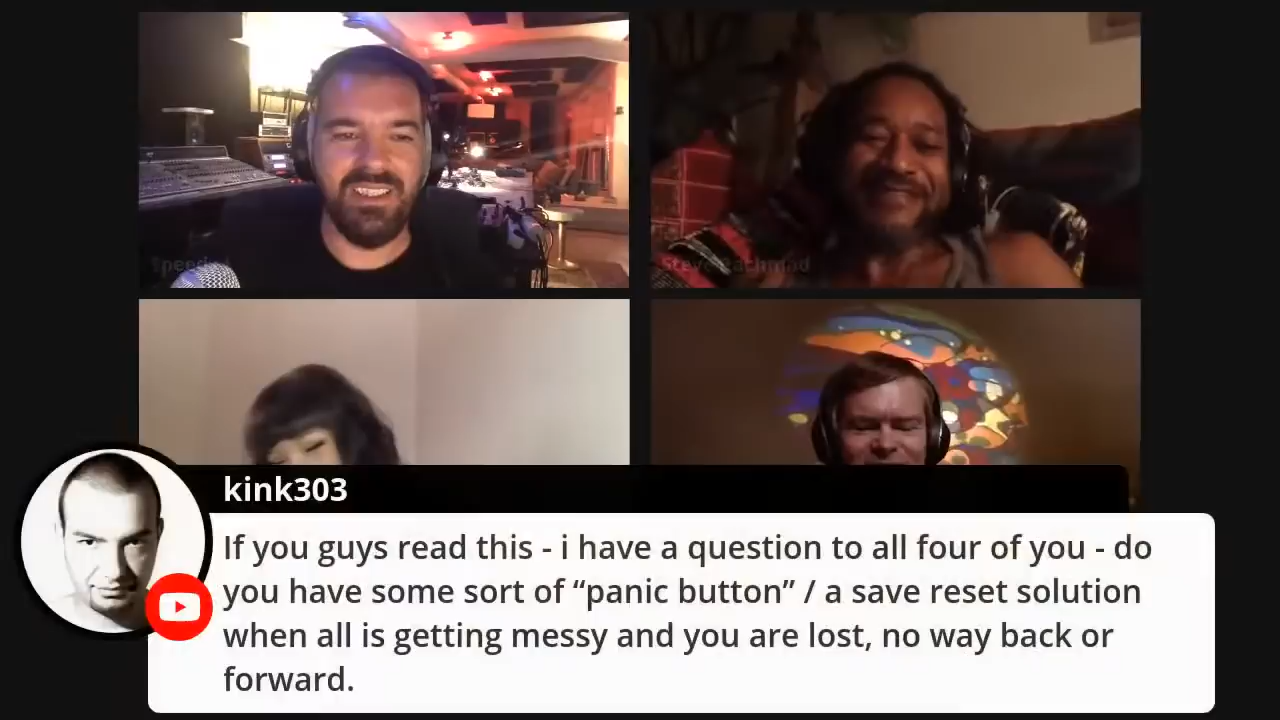 Steve Rachmad
kink303
If you guys read this - i have a question to all four of you - do
you have some sort of “panic button” / a save reset solution
when all is getting messy and you are lost, no way back or
forward.